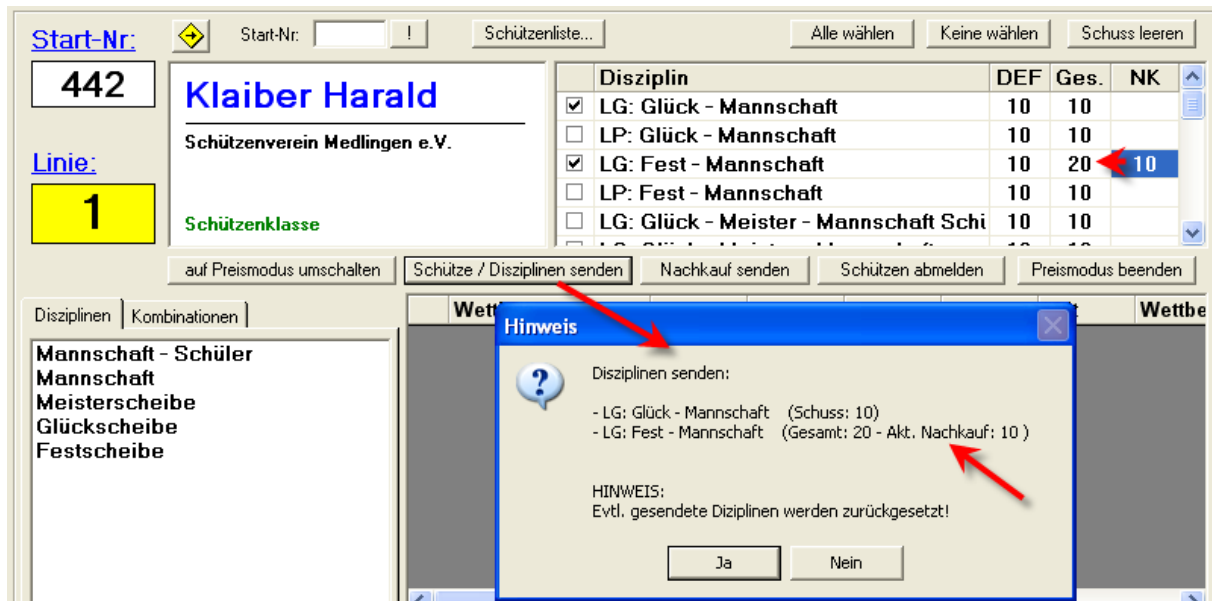 Start-Nr:
Start-Nr: ! Schützenliste... Alle wählen Keine wählen Schuss leeren
442
Klaiber Harald
Schützenverein Medlingen e.V.
Linie:
1
Schützenklasse
Disziplin DEF Ges. NK
LG: Glück - Mannschaft 10 10
LP: Glück - Mannschaft 10 10
LG: Fest - Mannschaft 10 20 10
LP: Fest - Mannschaft 10 10
LG: Glück - Meister - Mannschaft Schü 10 10
auf Preismodus umschalten Schütze / Disziplinen senden Nachkauf senden Schützen abmelden Preismodus beenden
Disziplinen Kombinationen
Mannschaft - Schüler
Mannschaft
Meisterscheibe
Glückscheibe
Festscheibe
Wettbe
Hinweis
Disziplinen senden:
- LG: Glück - Mannschaft (Schuss: 10)
- LG: Fest - Mannschaft (Gesamt: 20 - Akt. Nachkauf: 10 )
HINWEIS:
Evtl. gesendete Diziplinen werden zurückgesetzt!
Ja Nein